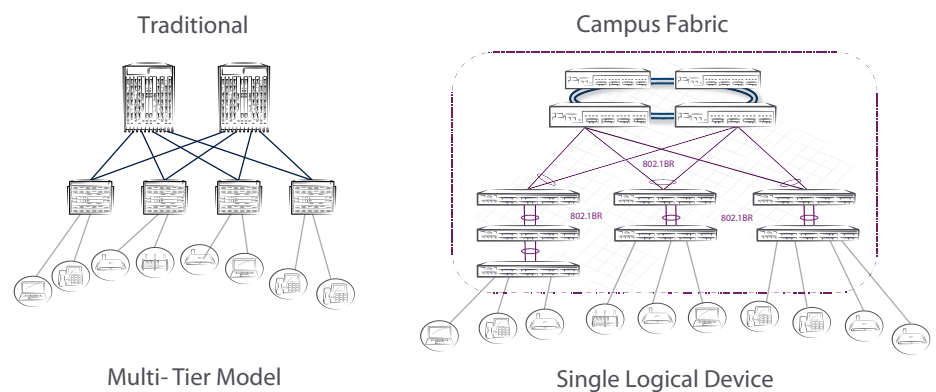 Traditional
Campus Fabric
802.1BR
802.1BR
802.1BR
Multi- Tier Model
Single Logical Device